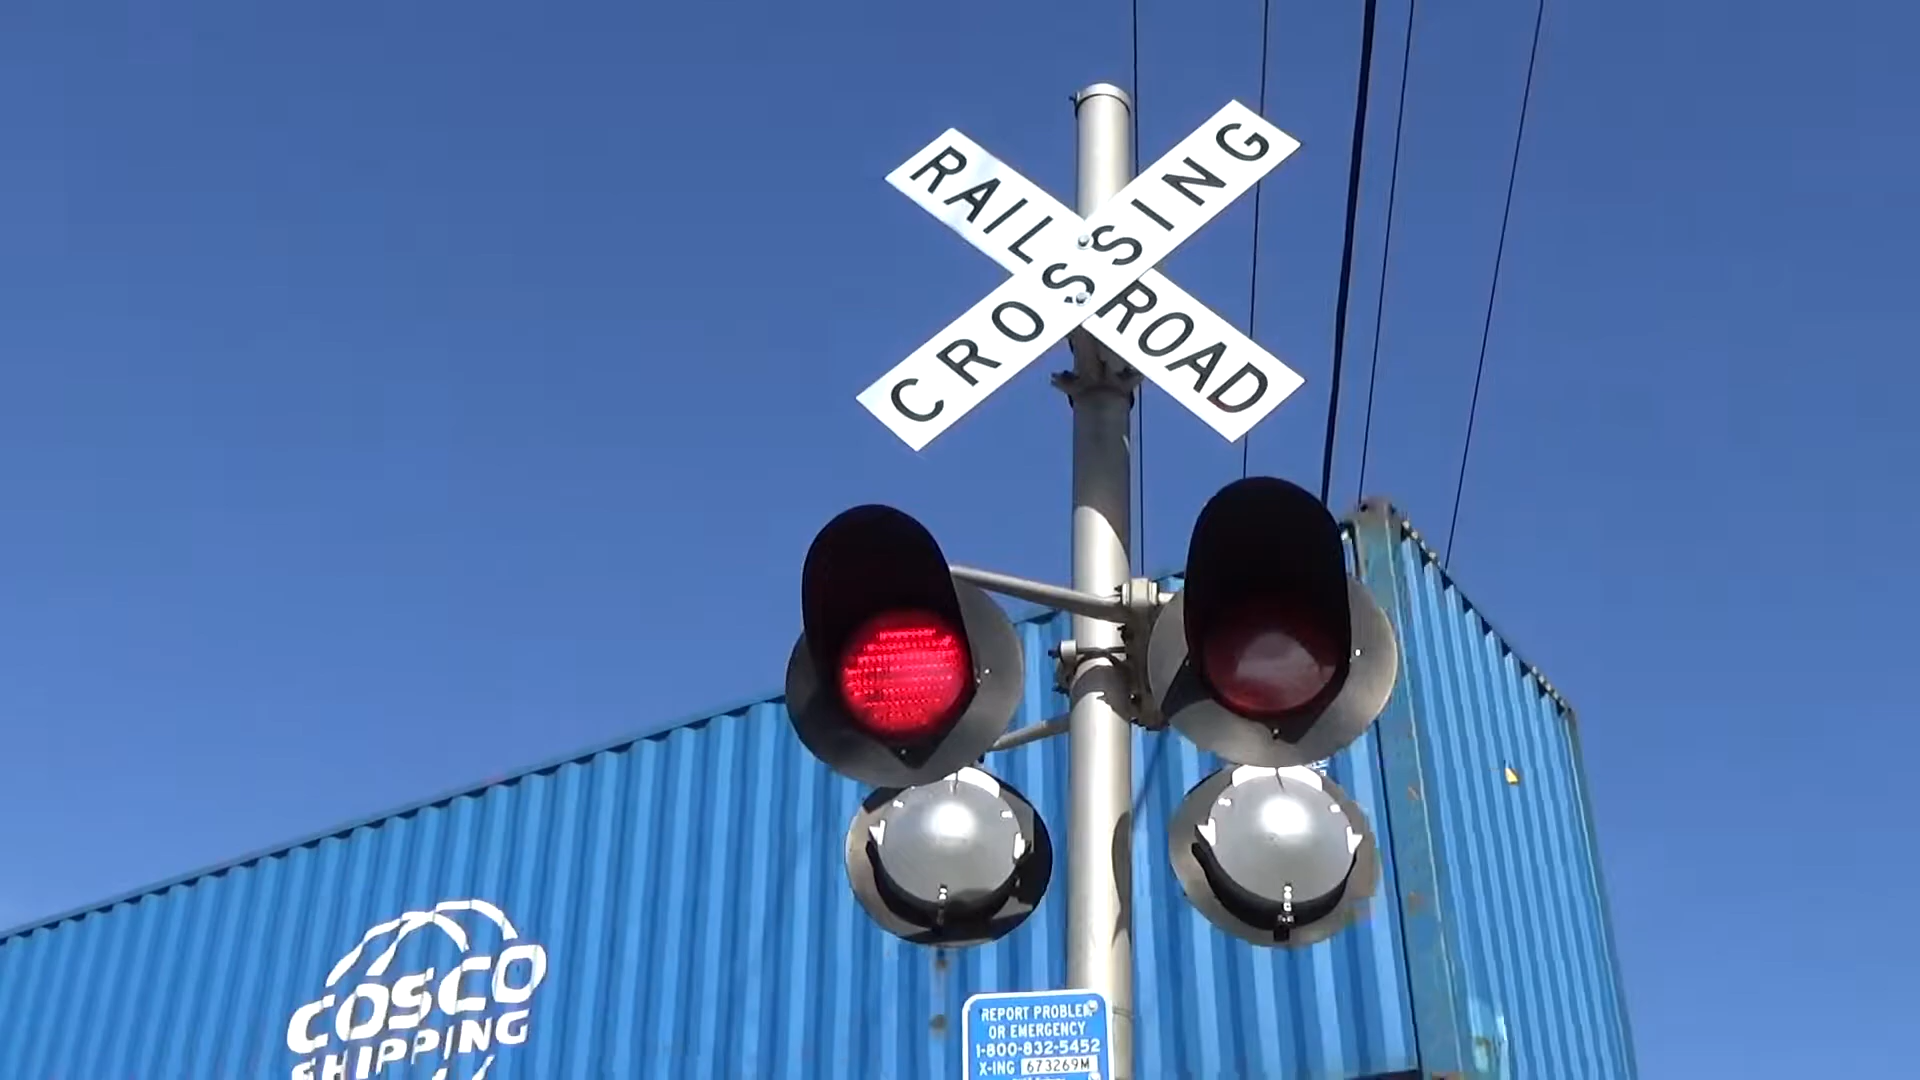 RAILROAD
CROSSING
COSCO
SHIPPING
REPORT PROBLEM
OR EMERGENCY
1-800-832-5452
X-ING 673269M